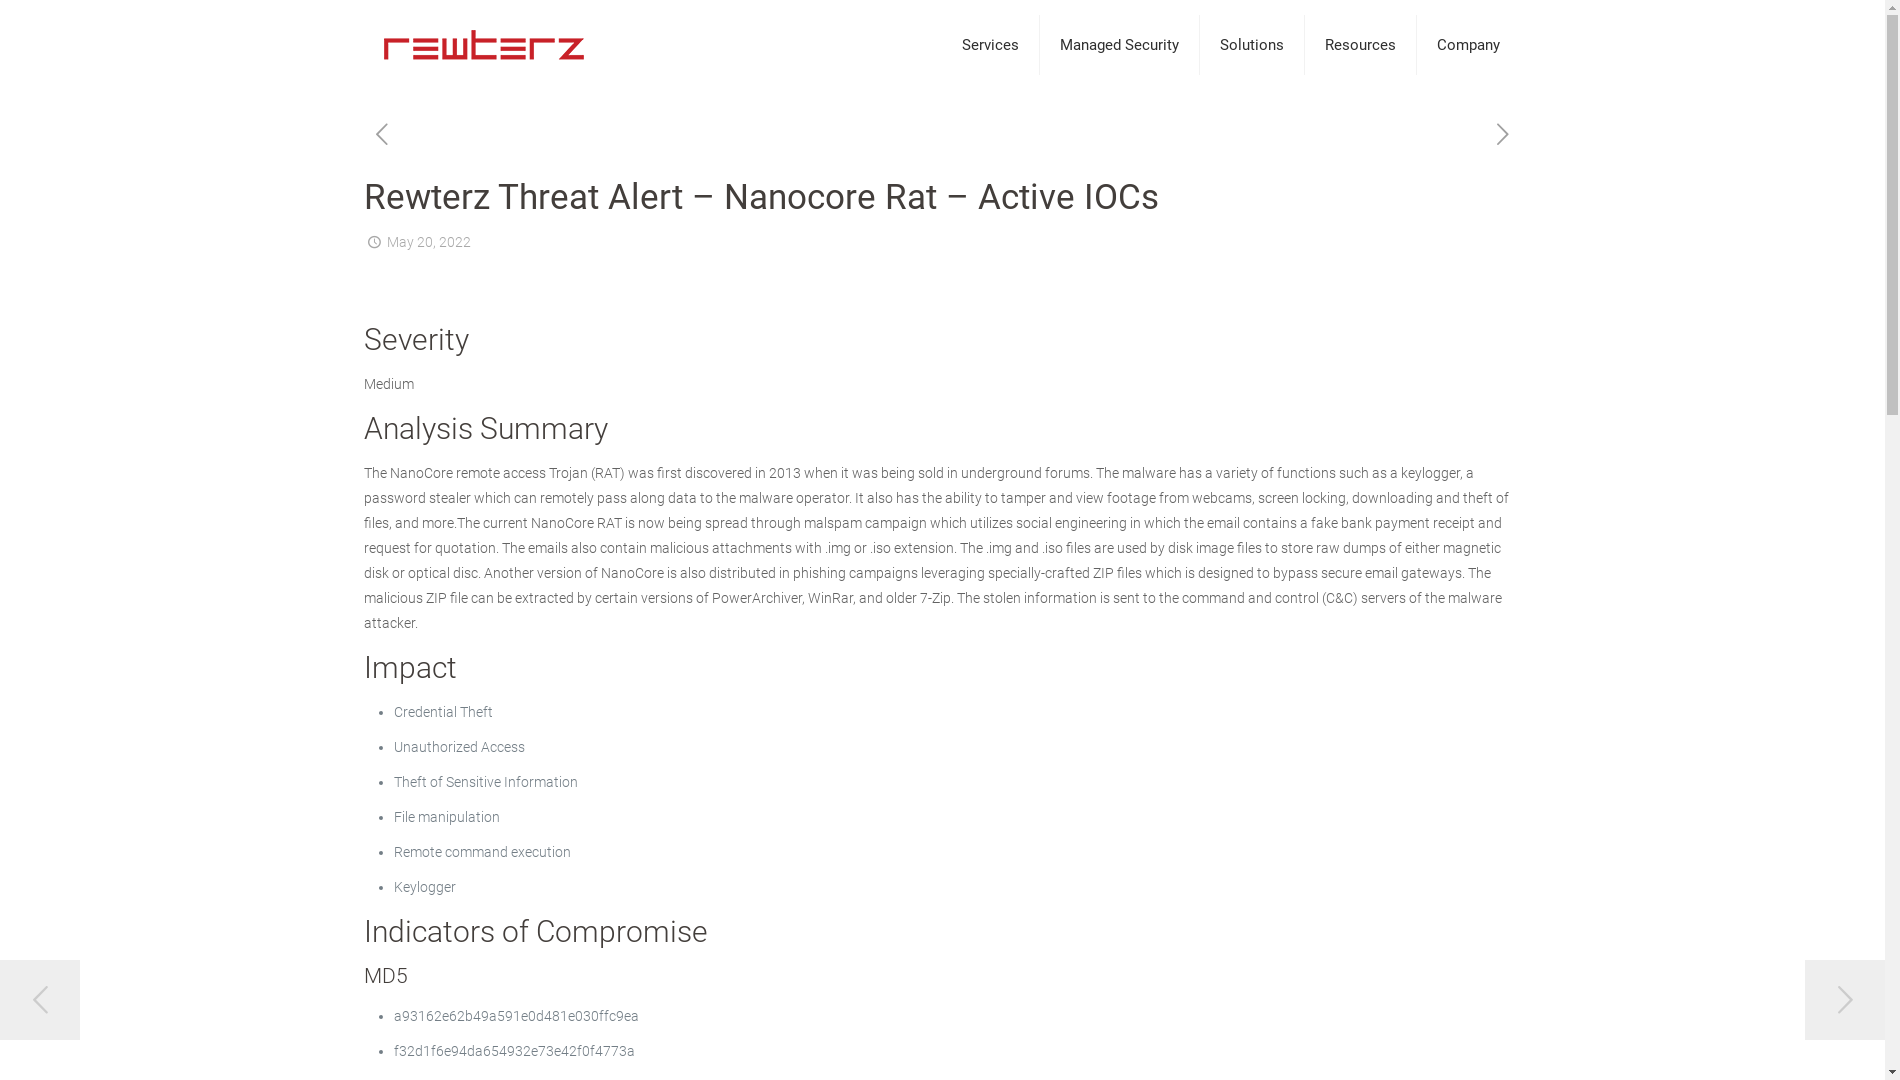 rewterz
Services
Managed Security
Solutions
Resources
Company
Rewterz Threat Alert – Nanocore Rat – Active IOCs
May 20, 2022
Severity
Medium
Analysis Summary
The NanoCore remote access Trojan (RAT) was first discovered in 2013 when it was being sold in underground forums. The malware has a variety of functions such as a keylogger, a
password stealer which can remotely pass along data to the malware operator. It also has the ability to tamper and view footage from webcams, screen locking, downloading and theft of
files, and more.The current NanoCore RAT is now being spread through malspam campaign which utilizes social engineering in which the email contains a fake bank payment receipt and
request for quotation. The emails also contain malicious attachments with .img or .iso extension. The .img and .iso files are used by disk image files to store raw dumps of either magnetic
disk or optical disc. Another version of NanoCore is also distributed in phishing campaigns leveraging specially-crafted ZIP files which is designed to bypass secure email gateways. The
malicious ZIP file can be extracted by certain versions of PowerArchiver, WinRar, and older 7-Zip. The stolen information is sent to the command and control (C&C) servers of the malware
attacker.
Impact
Credential Theft
Unauthorized Access
Theft of Sensitive Information
File manipulation
Remote command execution
Keylogger
Indicators of Compromise
MD5
a93162e62b49a591e0d481e030ffc9ea
f32d1f6e94da654932e73e42f0f4773a